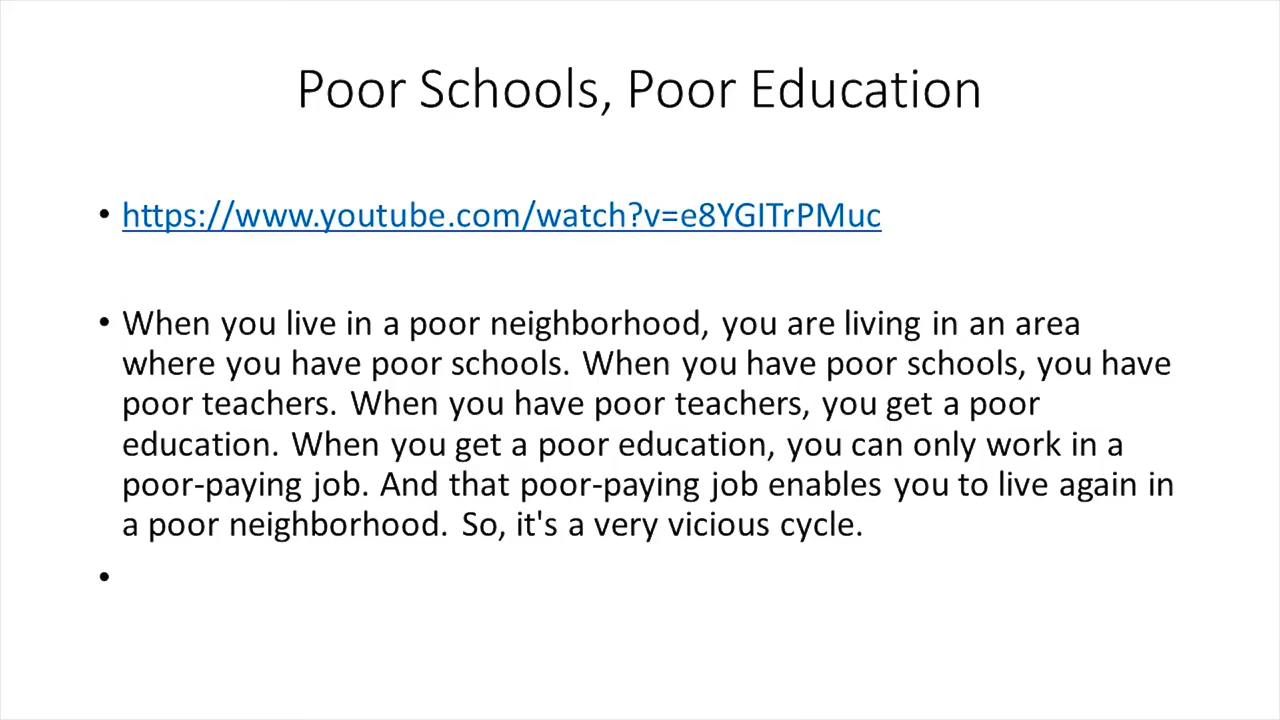 Poor Schools, Poor Education
• https://www.youtube.com/watch?v=e8YGITrPMuc
• When you live in a poor neighborhood, you are living in an area
where you have poor schools. When you have poor schools, you have
poor teachers. When you have poor teachers, you get a poor
education. When you get a poor education, you can only work in a
poor-paying job. And that poor-paying job enables you to live again in
a poor neighborhood. So, it's a very vicious cycle.
•